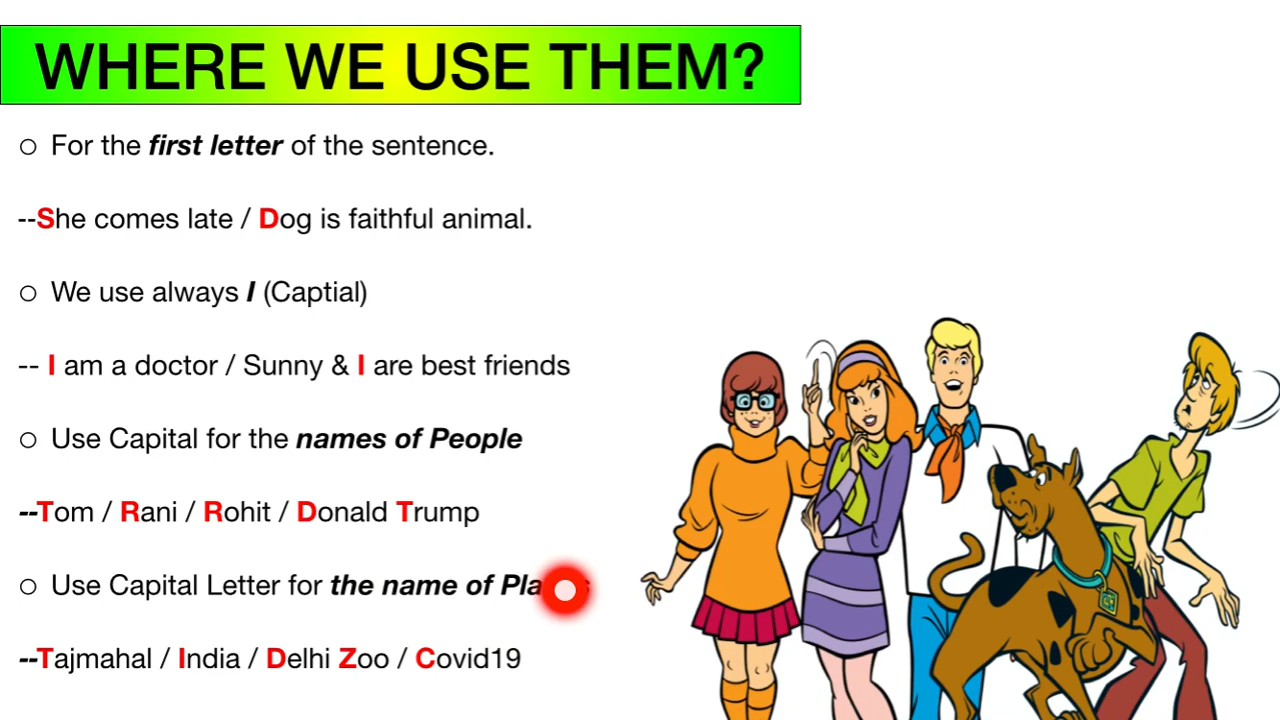 WHERE WE USE THEM?
○ For the first letter of the sentence.
--She comes late / Dog is faithful animal.
○ We use always I (Captial)
-- I am a doctor / Sunny & I are best friends
○ Use Capital for the names of People
--Tom / Rani / Rohit / Donald Trump
○ Use Capital Letter for the name of
--Tajmahal / India / Delhi Zoo / Covid19